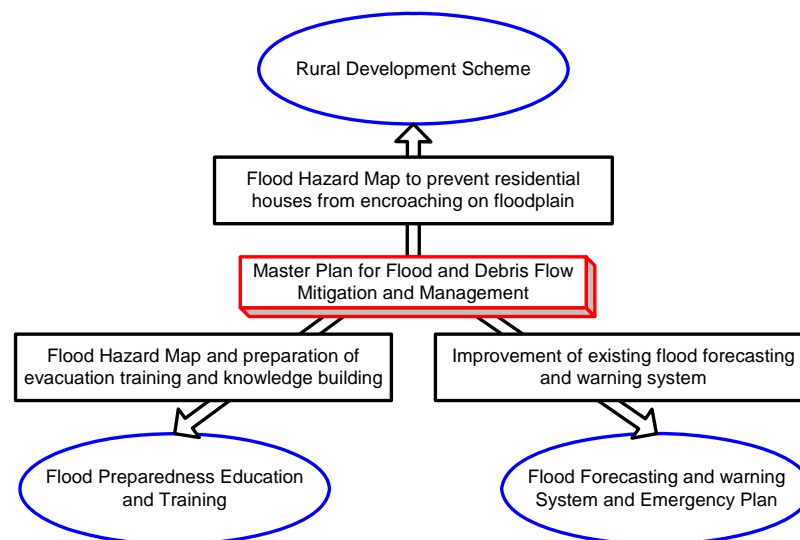 Rural Development Scheme
Flood Hazard Map to prevent residential
houses from encroaching on floodplain
Master Plan for Flood and Debris Flow
Mitigation and Management
Flood Hazard Map and preparation of
evacuation training and knowledge building
Improvement of existing flood forecasting
and warning system
Flood Preparedness Education
and Training
Flood Forecasting and warning
System and Emergency Plan